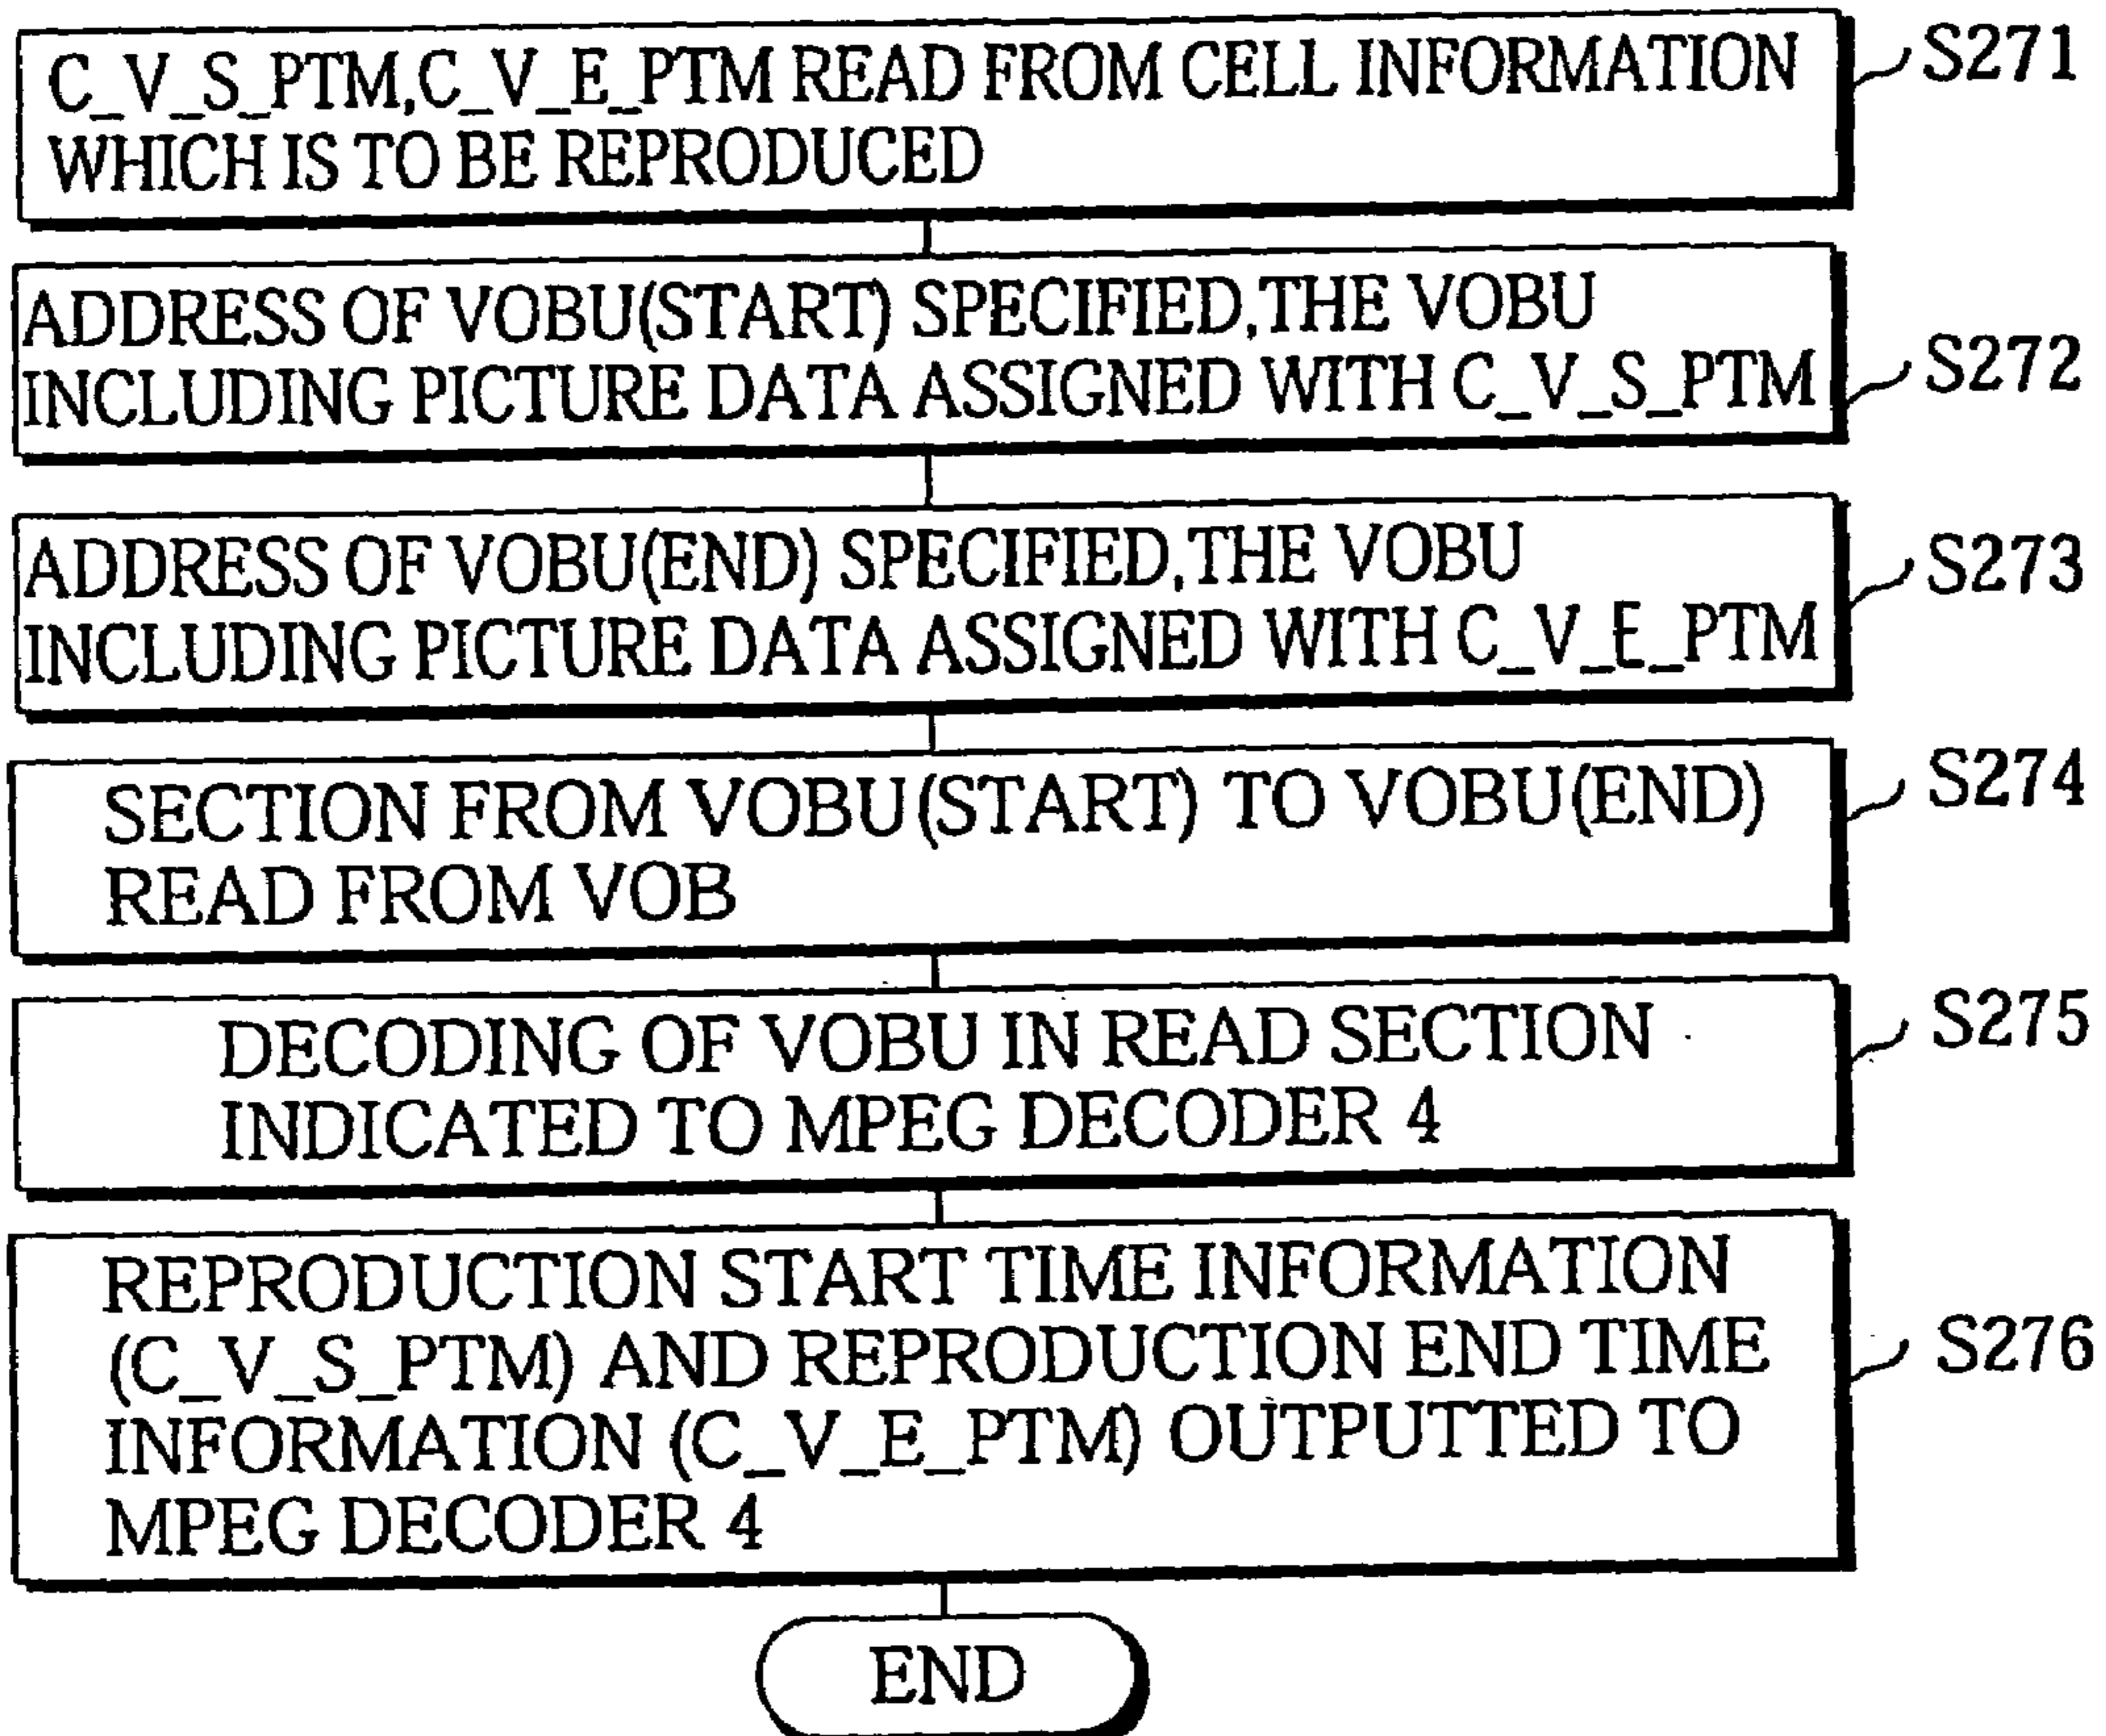 C_V_S_PTM,C_V_E_PTM READ FROM CELL INFORMATION
WHICH IS TO BE REPRODUCED
S271
ADDRESS OF VOBU(START) SPECIFIED,THE VOBU
INCLUDING PICTURE DATA ASSIGNED WITH C_V_S_PTM
S272
ADDRESS OF VOBU(END) SPECIFIED,THE VOBU
INCLUDING PICTURE DATA ASSIGNED WITH C_V_E_PTM
S273
SECTION FROM VOBU(START) TO VOBU(END)
READ FROM VOB
S274
DECODING OF VOBU IN READ SECTION
INDICATED TO MPEG DECODER 4
S275
REPRODUCTION START TIME INFORMATION
(C_V_S_PTM) AND REPRODUCTION END TIME
INFORMATION (C_V_E_PTM) OUTPUTTED TO
MPEG DECODER 4
S276
END